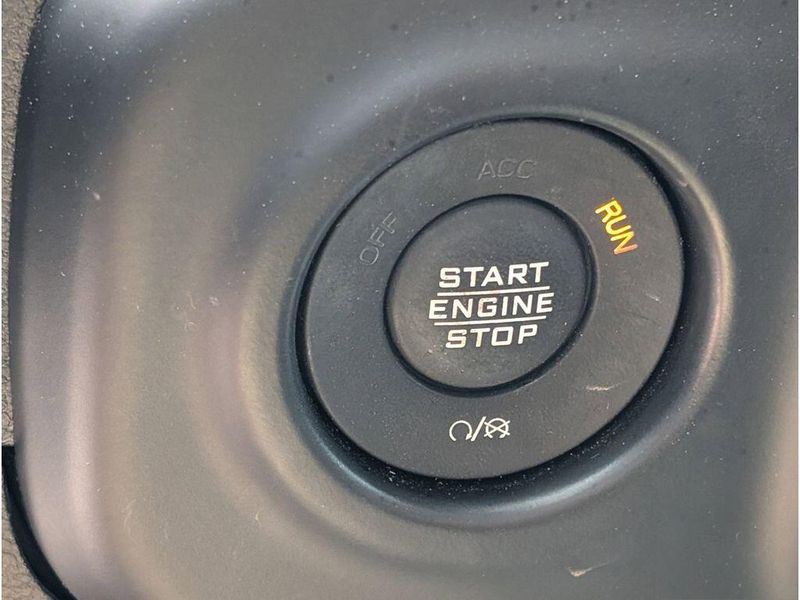 ACC
OFF
RUN
START
ENGINE
STOP